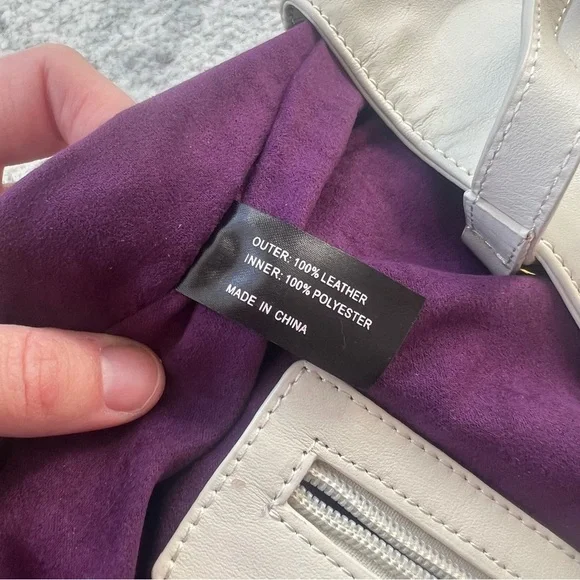 OUTER: 100% LEATHER
INNER: 100% POLYESTER
MADE IN CHINA